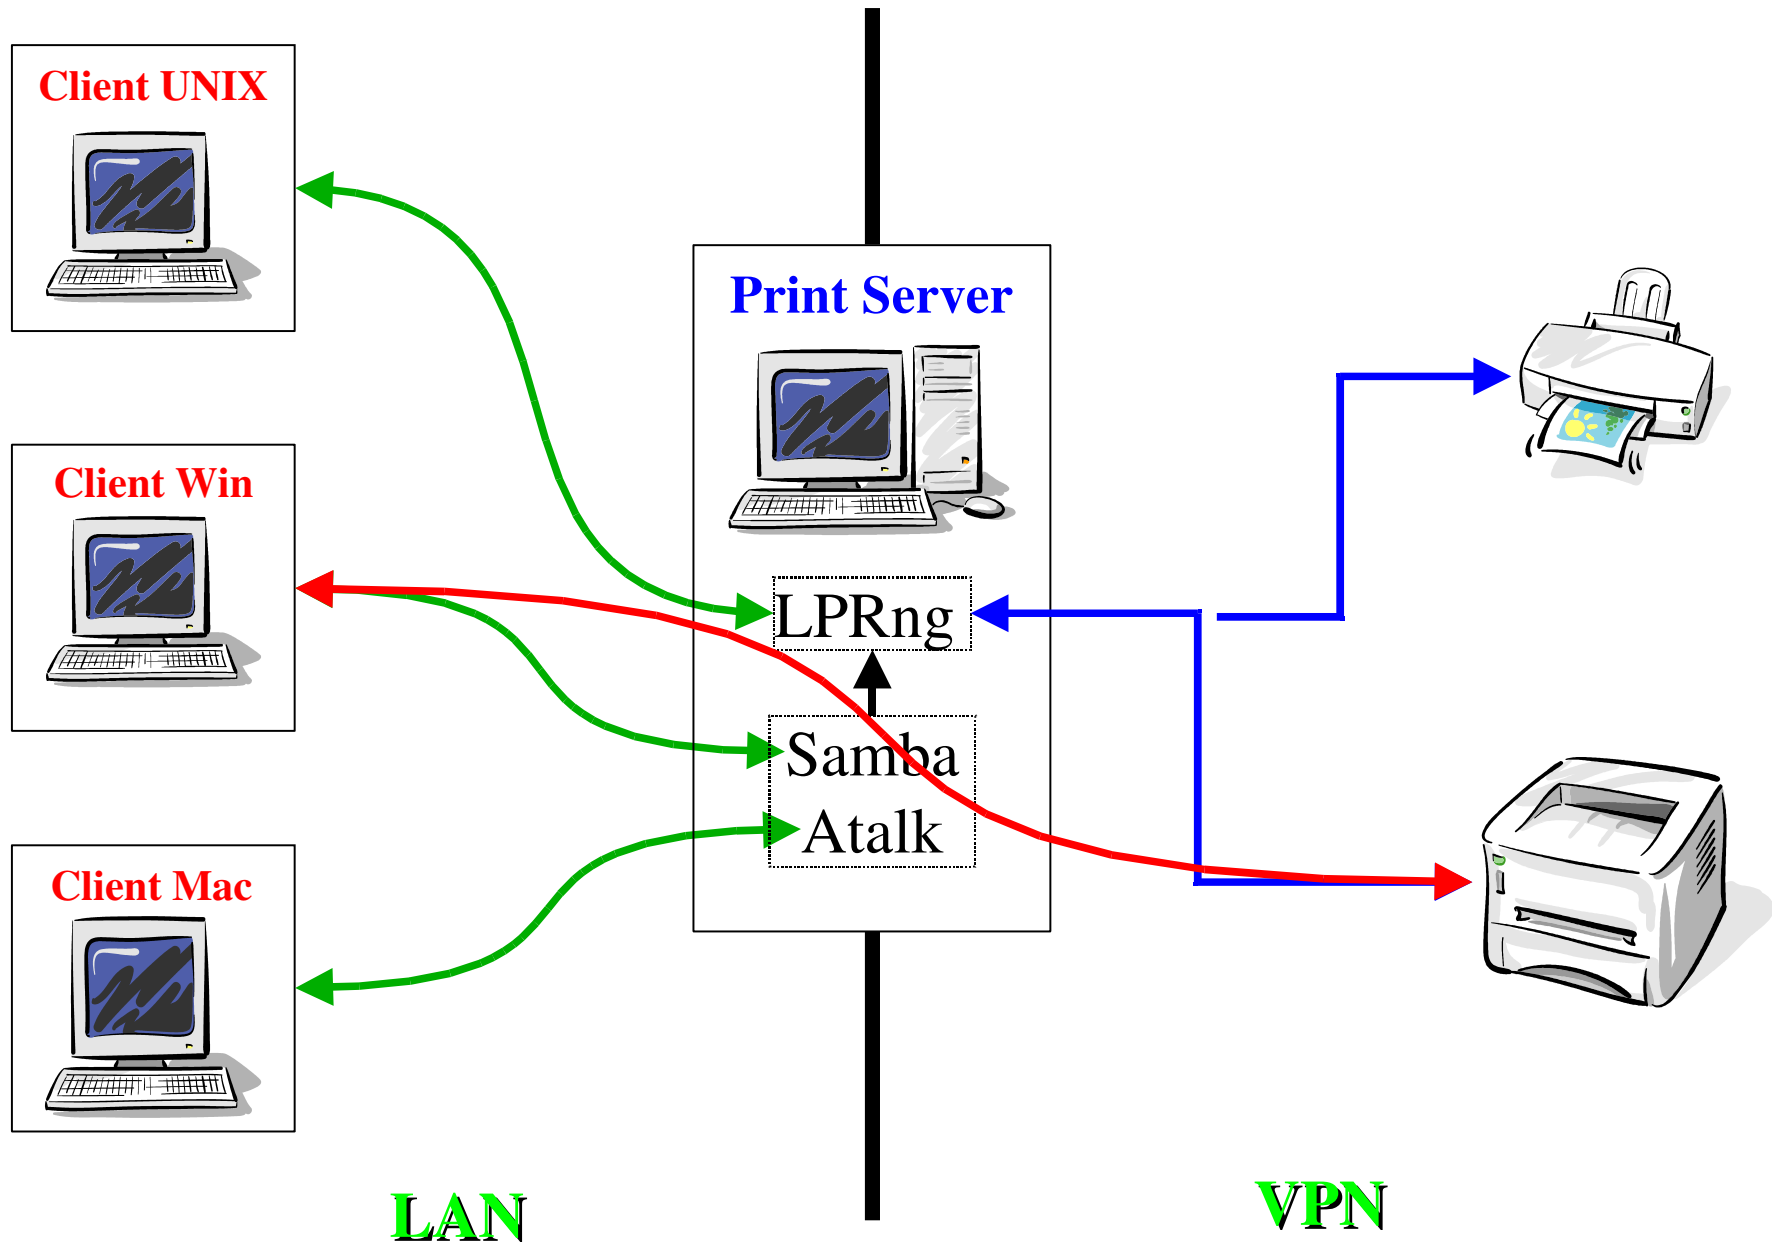 Client UNIX
Print Server
Client Win
LPRng
Samba
Atalk
Client Mac
LAN
VPN